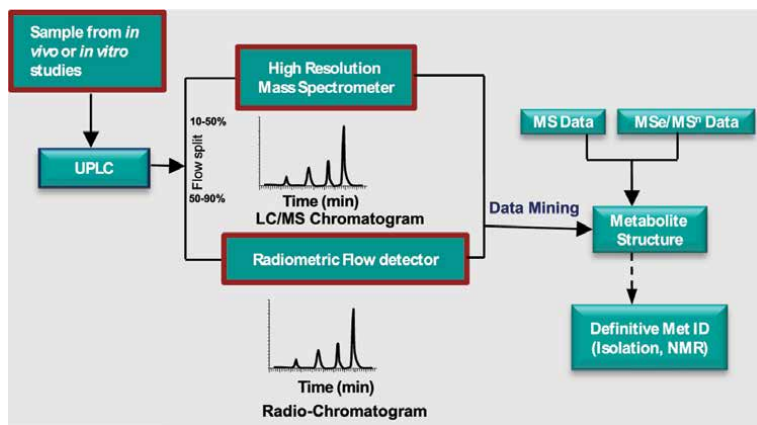 Sample from in
vivo or in vitro
studies
UPLC
Flow split
10-50%
50-90%
High Resolution
Mass Spectrometer
Time (min)
LC/MS Chromatogram
Radiometric Flow detector
Time (min)
Radio-Chromatogram
Data Mining
MS Data
MSe/MSⁿ Data
Metabolite
Structure
Definitive Met ID
(Isolation, NMR)